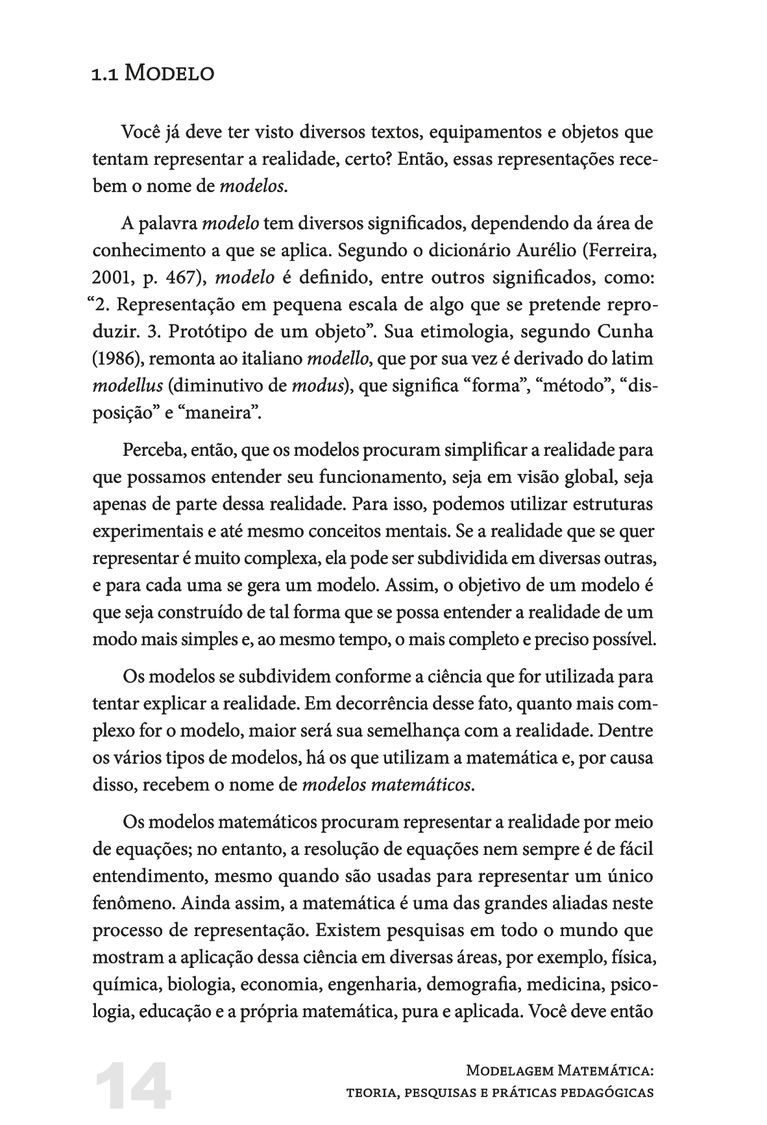 1.1 Modelo
Você já deve ter visto diversos textos, equipamentos e objetos que
tentam representar a realidade, certo? Então, essas representações rece-
bem o nome de modelos.
A palavra modelo tem diversos significados, dependendo da área de
conhecimento a que se aplica. Segundo o dicionário Aurélio (Ferreira,
2001, p. 467), modelo é definido, entre outros significados, como:
“2. Representação em pequena escala de algo que se pretende repro-
duzir. 3. Protótipo de um objeto”. Sua etimologia, segundo Cunha
(1986), remonta ao italiano modello, que por sua vez é derivado do latim
modellus (diminutivo de modus), que significa “forma”, “método”, “dis-
posição” e “maneira”.
Perceba, então, que os modelos procuram simplificar a realidade para
que possamos entender seu funcionamento, seja em visão global, seja
apenas de parte dessa realidade. Para isso, podemos utilizar estruturas
experimentais e até mesmo conceitos mentais. Se a realidade que se quer
representar é muito complexa, ela pode ser subdividida em diversas outras,
e para cada uma se gera um modelo. Assim, o objetivo de um modelo é
que seja construído de tal forma que se possa entender a realidade de um
modo mais simples e, ao mesmo tempo, o mais completo e preciso possível.
Os modelos se subdividem conforme a ciência que for utilizada para
tentar explicar a realidade. Em decorrência desse fato, quanto mais com-
plexo for o modelo, maior será sua semelhança com a realidade. Dentre
os vários tipos de modelos, há os que utilizam a matemática e, por causa
disso, recebem o nome de modelos matemáticos.
Os modelos matemáticos procuram representar a realidade por meio
de equações; no entanto, a resolução de equações nem sempre é de fácil
entendimento, mesmo quando são usadas para representar um único
fenômeno. Ainda assim, a matemática é uma das grandes aliadas neste
processo de representação. Existem pesquisas em todo o mundo que
mostram a aplicação dessa ciência em diversas áreas, por exemplo, física,
química, biologia, economia, engenharia, demografia, medicina, psico-
logia, educação e a própria matemática, pura e aplicada. Você deve então
14
Modelagem Matemática:
teoria, pesquisas e práticas pedagógicas